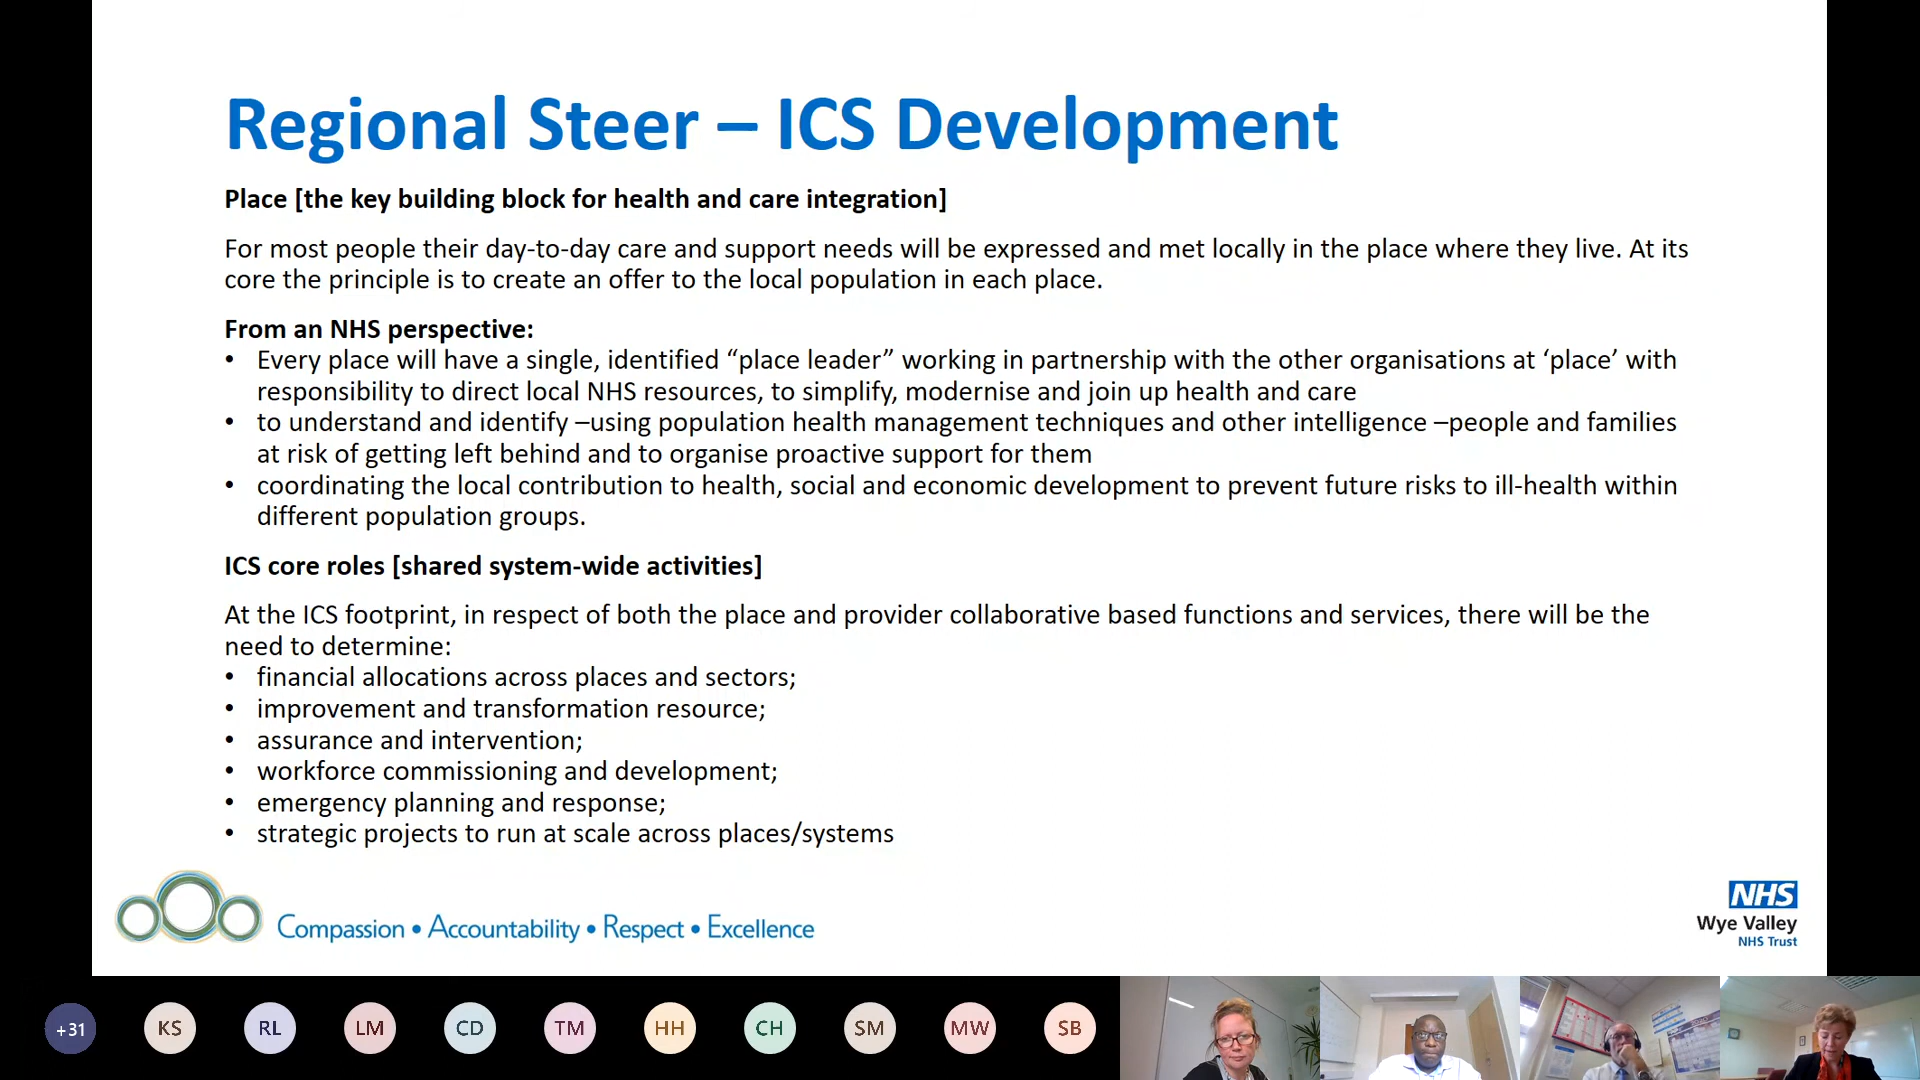 Regional Steer – ICS Development
Place [the key building block for health and care integration]
For most people their day-to-day care and support needs will be expressed and met locally in the place where they live. At its
core the principle is to create an offer to the local population in each place.
From an NHS perspective:
• Every place will have a single, identified “place leader” working in partnership with the other organisations at ‘place’ with
responsibility to direct local NHS resources, to simplify, modernise and join up health and care
• to understand and identify –using population health management techniques and other intelligence –people and families
at risk of getting left behind and to organise proactive support for them
• coordinating the local contribution to health, social and economic development to prevent future risks to ill-health within
different population groups.
ICS core roles [shared system-wide activities]
At the ICS footprint, in respect of both the place and provider collaborative based functions and services, there will be the
need to determine:
• financial allocations across places and sectors;
• improvement and transformation resource;
• assurance and intervention;
• workforce commissioning and development;
• emergency planning and response;
• strategic projects to run at scale across places/systems
Compassion • Accountability • Respect • Excellence
NHS
Wye Valley
NHS Trust
+31 KS RL LM CD TM HH CH SM MW SB